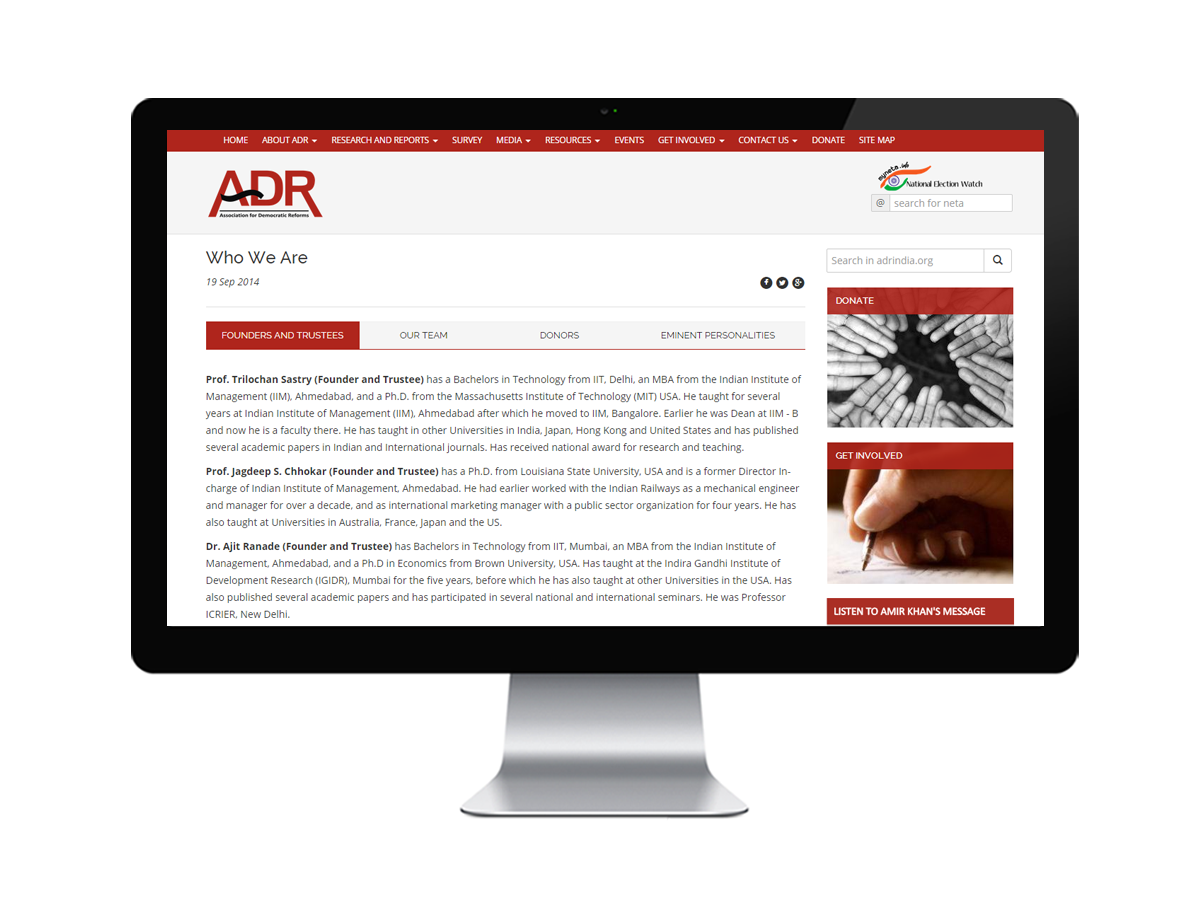 HOME ABOUT ADR RESEARCH AND REPORTS SURVEY MEDIA RESOURCES EVENTS GET INVOLVED CONTACT US DONATE SITE MAP
ADR
Association for Democratic Reforms
myneta.info
National Election Watch
@ search for neta
Who We Are
19 Sep 2014
Search in adrindia.org
FOUNDERS AND TRUSTEES OUR TEAM DONORS EMINENT PERSONALITIES
Prof. Trilochan Sastry (Founder and Trustee) has a Bachelors in Technology from IIT, Delhi, an MBA from the Indian Institute of
Management (IIM), Ahmedabad, and a Ph.D. from the Massachusetts Institute of Technology (MIT) USA. He taught for several
years at Indian Institute of Management (IIM), Ahmedabad after which he moved to IIM, Bangalore. Earlier he was Dean at IIM - B
and now he is a faculty there. He has taught in other Universities in India, Japan, Hong Kong and United States and has published
several academic papers in Indian and International journals. Has received national award for research and teaching.
Prof. Jagdeep S. Chhokar (Founder and Trustee) has a Ph.D. from Louisiana State University, USA and is a former Director In-
charge of Indian Institute of Management, Ahmedabad. He had earlier worked with the Indian Railways as a mechanical engineer
and manager for over a decade, and as international marketing manager with a public sector organization for four years. He has
also taught at Universities in Australia, France, Japan and the US.
Dr. Ajit Ranade (Founder and Trustee) has Bachelors in Technology from IIT, Mumbai, an MBA from the Indian Institute of
Management, Ahmedabad, and a Ph.D in Economics from Brown University, USA. Has taught at the Indira Gandhi Institute of
Development Research (IGIDR), Mumbai for the five years, before which he has also taught at other Universities in the USA. Has
also published several academic papers and has participated in several national and international seminars. He was Professor
ICRIER, New Delhi.
DONATE
GET INVOLVED
LISTEN TO AMIR KHAN'S MESSAGE